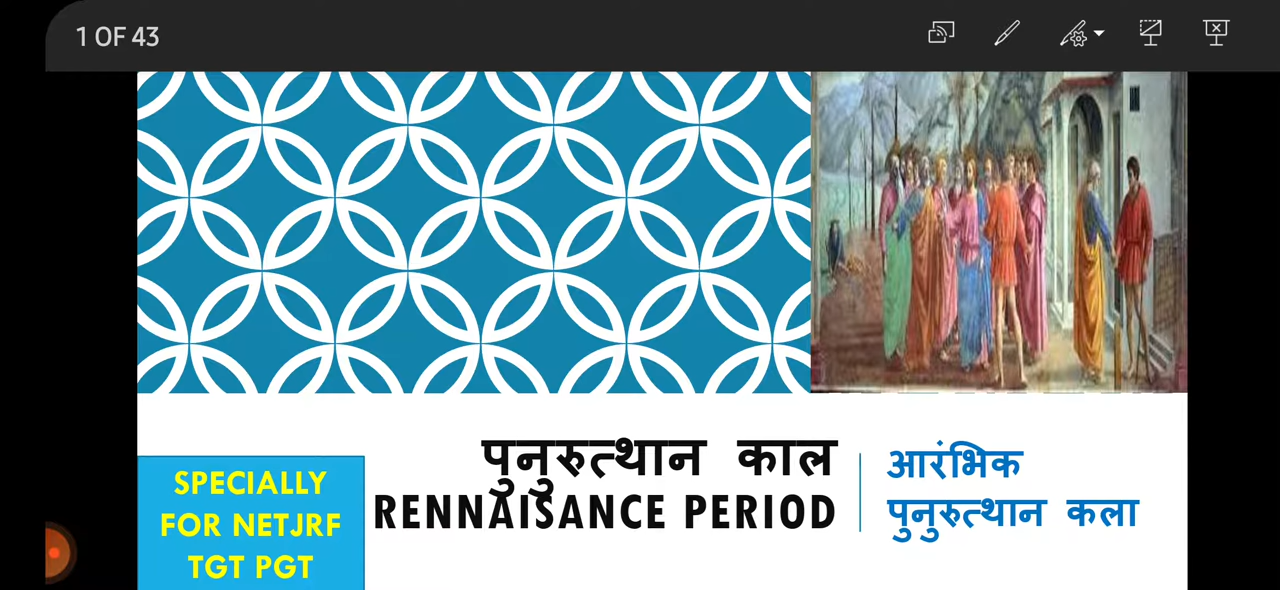 1 OF 43
पुनरुत्थान काल
RENNAISANCE PERIOD
आरंभिक
पुनरुत्थान कला
SPECIALLY
FOR NETJRF
TGT PGT